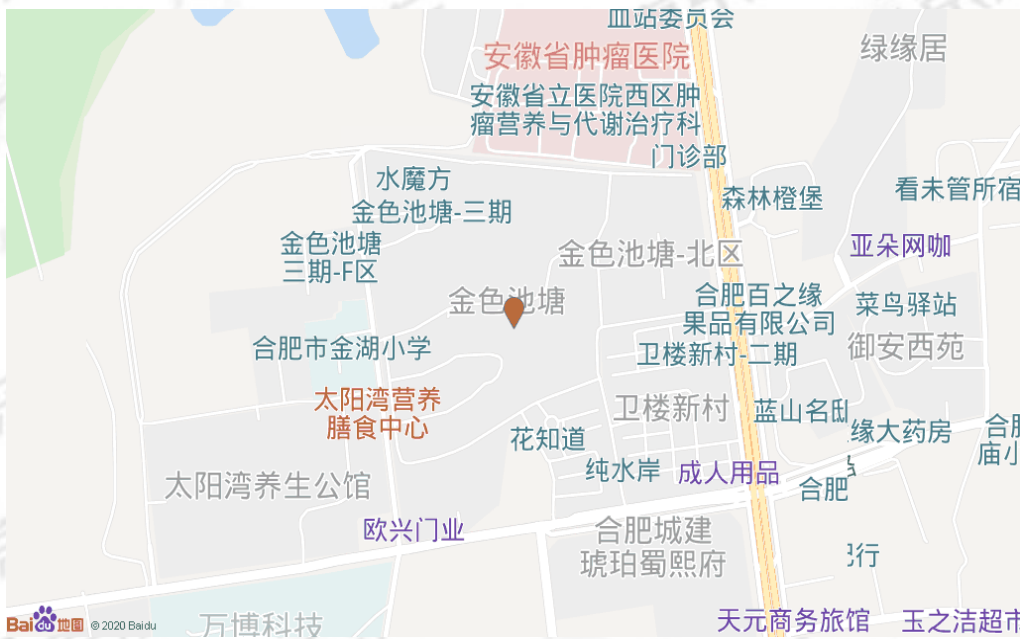 血站委员会
安徽省肿瘤医院
绿缘居
安徽省立医院西区肿
瘤营养与代谢治疗科
门诊部
水魔方
森林橙堡
看未管所宿
金色池塘-三期
金色池塘
三期-F区
金色池塘-北区
亚朵网咖
金色池塘
合肥百之缘
果品有限公司
菜鸟驿站
合肥市金湖小学
卫楼新村-二期
御安西苑
太阳湾营养
膳食中心
卫楼新村
蓝山名邸
花知道
缘大药房
合肥
庙小
纯水岸
成人用品
太阳湾养生公馆
合肥
欧兴门业
合肥城建
琥珀蜀熙府
行
万博科技
天元商务旅馆
玉之洁超市
Bai du 地图
© 2020 Baidu